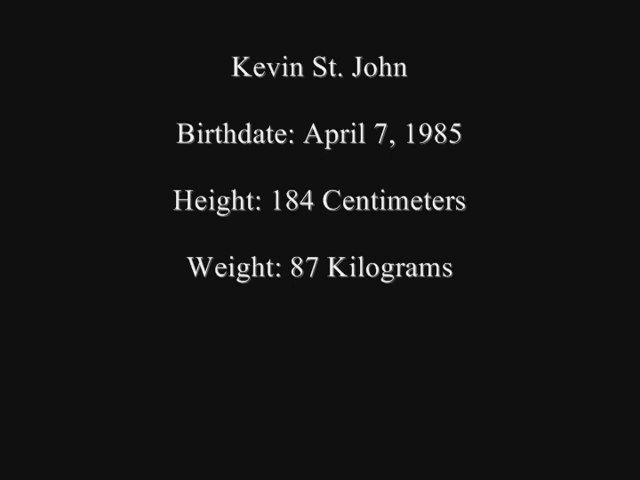 Kevin St. John
Birthdate: April 7, 1985
Height: 184 Centimeters
Weight: 87 Kilograms